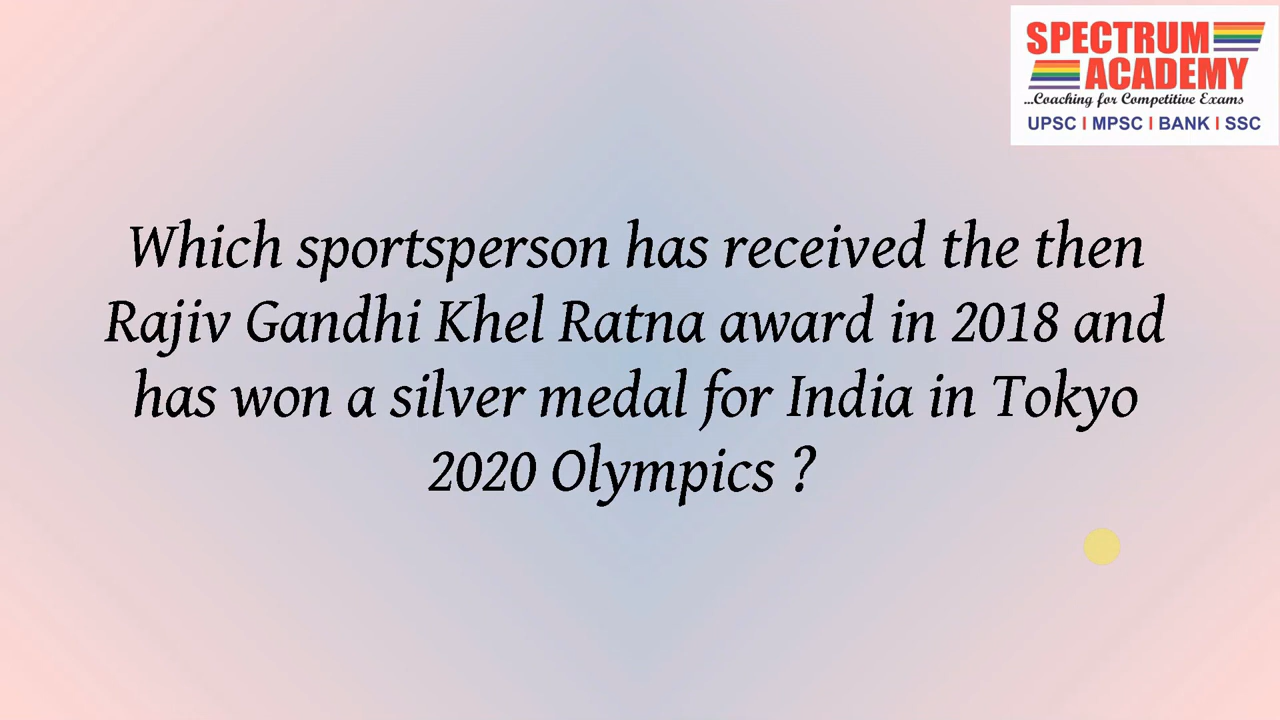 SPECTRUM
ACADEMY
...Coaching for Competitive Exams
UPSC | MPSC | BANK | SSC
Which sportsperson has received the then
Rajiv Gandhi Khel Ratna award in 2018 and
has won a silver medal for India in Tokyo
2020 Olympics ?